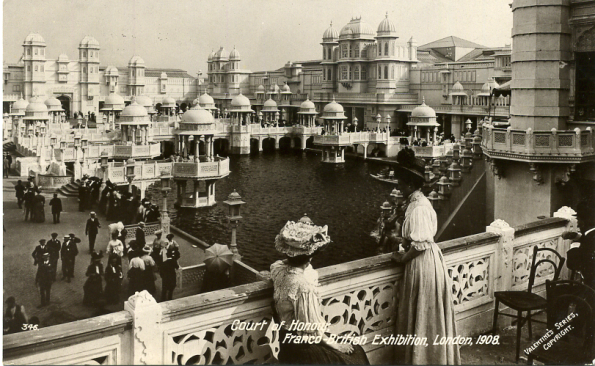 346.
Court of Honour.
Franco-British Exhibition, London, 1908.
VALENTINE'S SERIES,
COPYRIGHT.